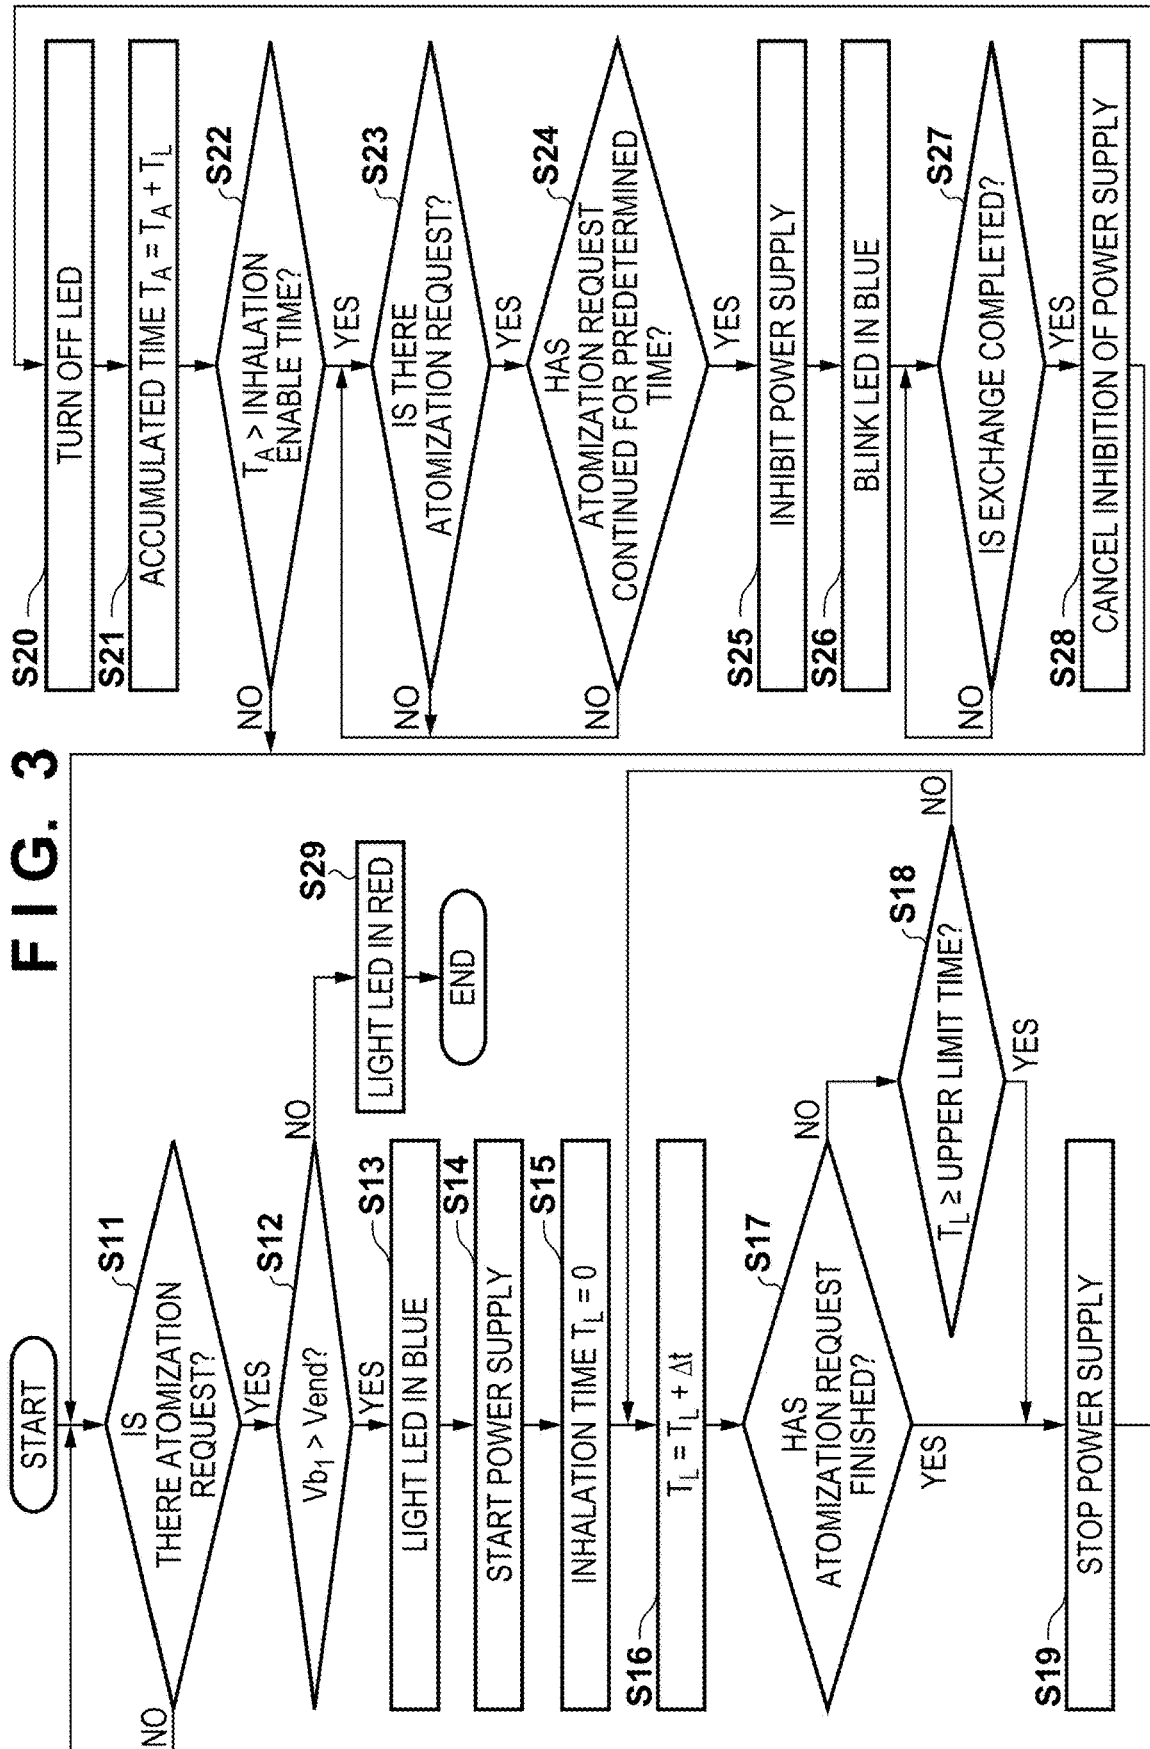 FIG. 3
START
S11
IS
THERE ATOMIZATION
REQUEST?
NO
YES
S12
Vb1 > Vend?
NO
YES
S29
LIGHT LED IN RED
END
S13
LIGHT LED IN BLUE
S14
START POWER SUPPLY
S15
INHALATION TIME TL = 0
S16
TL = TL + Δt
S17
HAS
ATOMIZATION REQUEST
FINISHED?
NO
YES
S18
TL ≥ UPPER LIMIT TIME?
NO
YES
S19
STOP POWER SUPPLY
S20
TURN OFF LED
S21
ACCUMULATED TIME TA = TA + TL
S22
TA > INHALATION
ENABLE TIME?
NO
YES
S23
IS THERE
ATOMIZATION REQUEST?
NO
YES
S24
HAS
ATOMIZATION REQUEST
CONTINUED FOR PREDETERMINED
TIME?
NO
YES
S25
INHIBIT POWER SUPPLY
S26
BLINK LED IN BLUE
S27
IS EXCHANGE COMPLETED?
NO
YES
S28
CANCEL INHIBITION OF POWER SUPPLY